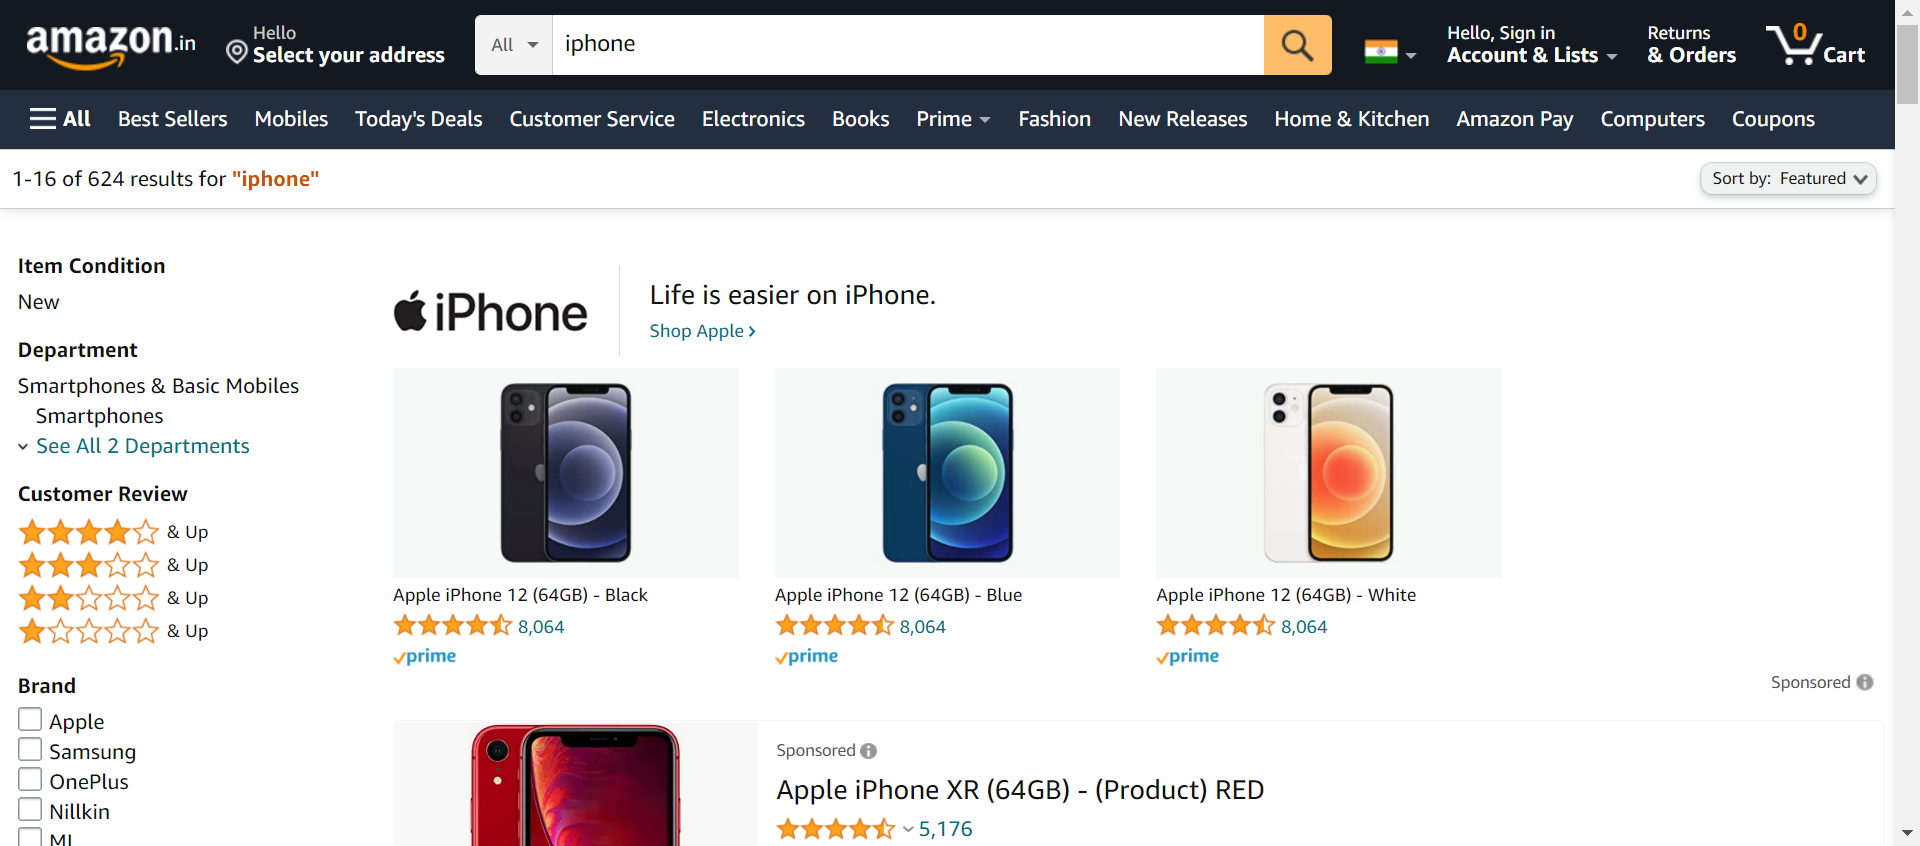 amazon.in
Hello
Select your address
All
iphone
Hello, Sign in
Account & Lists
Returns
& Orders
0
Cart
All
Best Sellers
Mobiles
Today's Deals
Customer Service
Electronics
Books
Prime
Fashion
New Releases
Home & Kitchen
Amazon Pay
Computers
Coupons
1-16 of 624 results for "iphone"
Sort by: Featured
Item Condition
New
Department
Smartphones & Basic Mobiles
Smartphones
See All 2 Departments
Customer Review
& Up
& Up
& Up
& Up
Brand
Apple
Samsung
OnePlus
Nillkin
MI
iPhone
Life is easier on iPhone.
Shop Apple ›
Apple iPhone 12 (64GB) - Black
8,064
prime
Apple iPhone 12 (64GB) - Blue
8,064
prime
Apple iPhone 12 (64GB) - White
8,064
prime
Sponsored
Sponsored
Apple iPhone XR (64GB) - (Product) RED
5,176